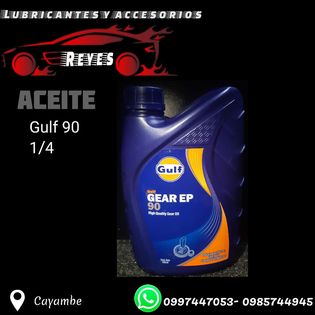 Lubricantes y accesorios
Reyes
ACEITE
Gulf 90
1/4
Gulf
Gulf
GEAR EP
90
High Quality Gear Oil
Cayambe
0997447053- 0985744945